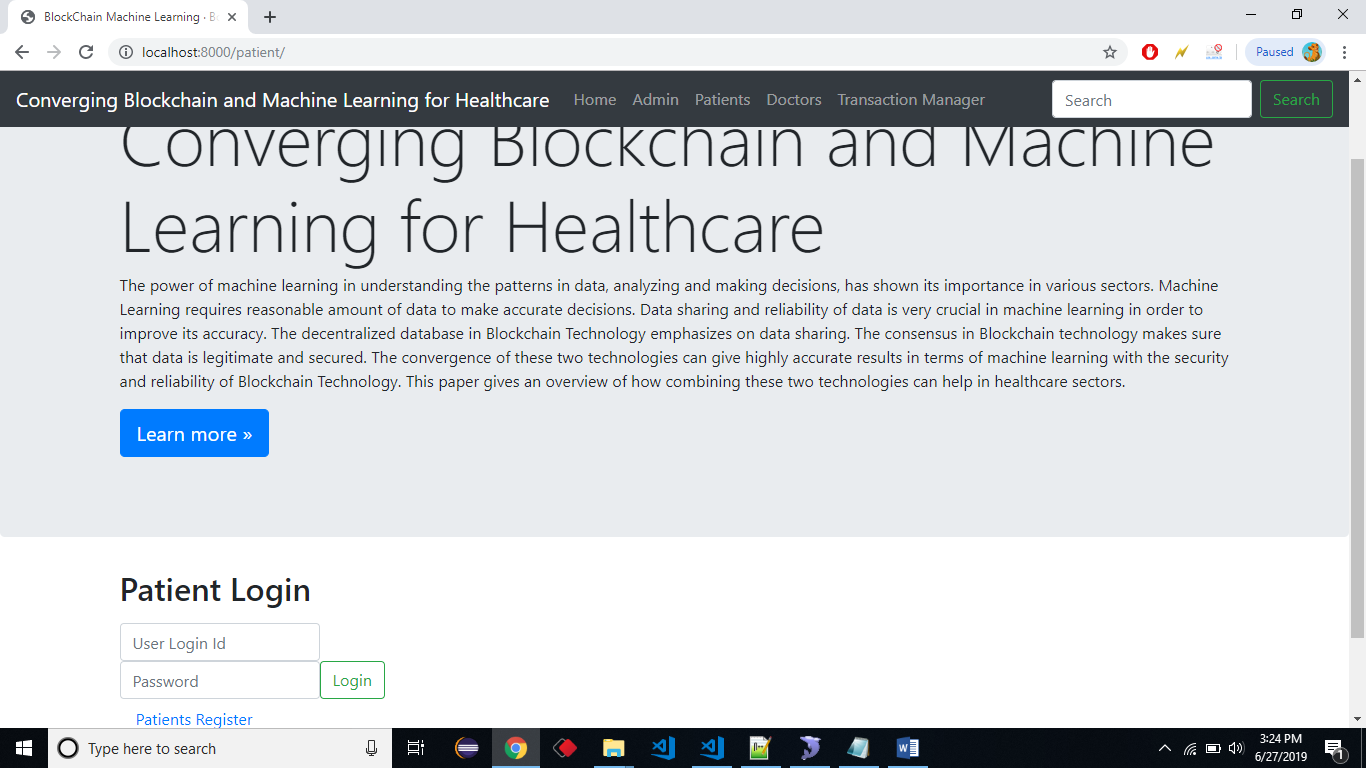 BlockChain Machine Learning · B
localhost:8000/patient/
Paused
Converging Blockchain and Machine Learning for Healthcare Home Admin Patients Doctors Transaction Manager Search Search
Converging Blockchain and Machine
Learning for Healthcare
The power of machine learning in understanding the patterns in data, analyzing and making decisions, has shown its importance in various sectors. Machine
Learning requires reasonable amount of data to make accurate decisions. Data sharing and reliability of data is very crucial in machine learning in order to
improve its accuracy. The decentralized database in Blockchain Technology emphasizes on data sharing. The consensus in Blockchain technology makes sure
that data is legitimate and secured. The convergence of these two technologies can give highly accurate results in terms of machine learning with the security
and reliability of Blockchain Technology. This paper gives an overview of how combining these two technologies can help in healthcare sectors.
Learn more »
Patient Login
User Login Id
Password Login
Patients Register
Type here to search
3:24 PM
6/27/2019
1